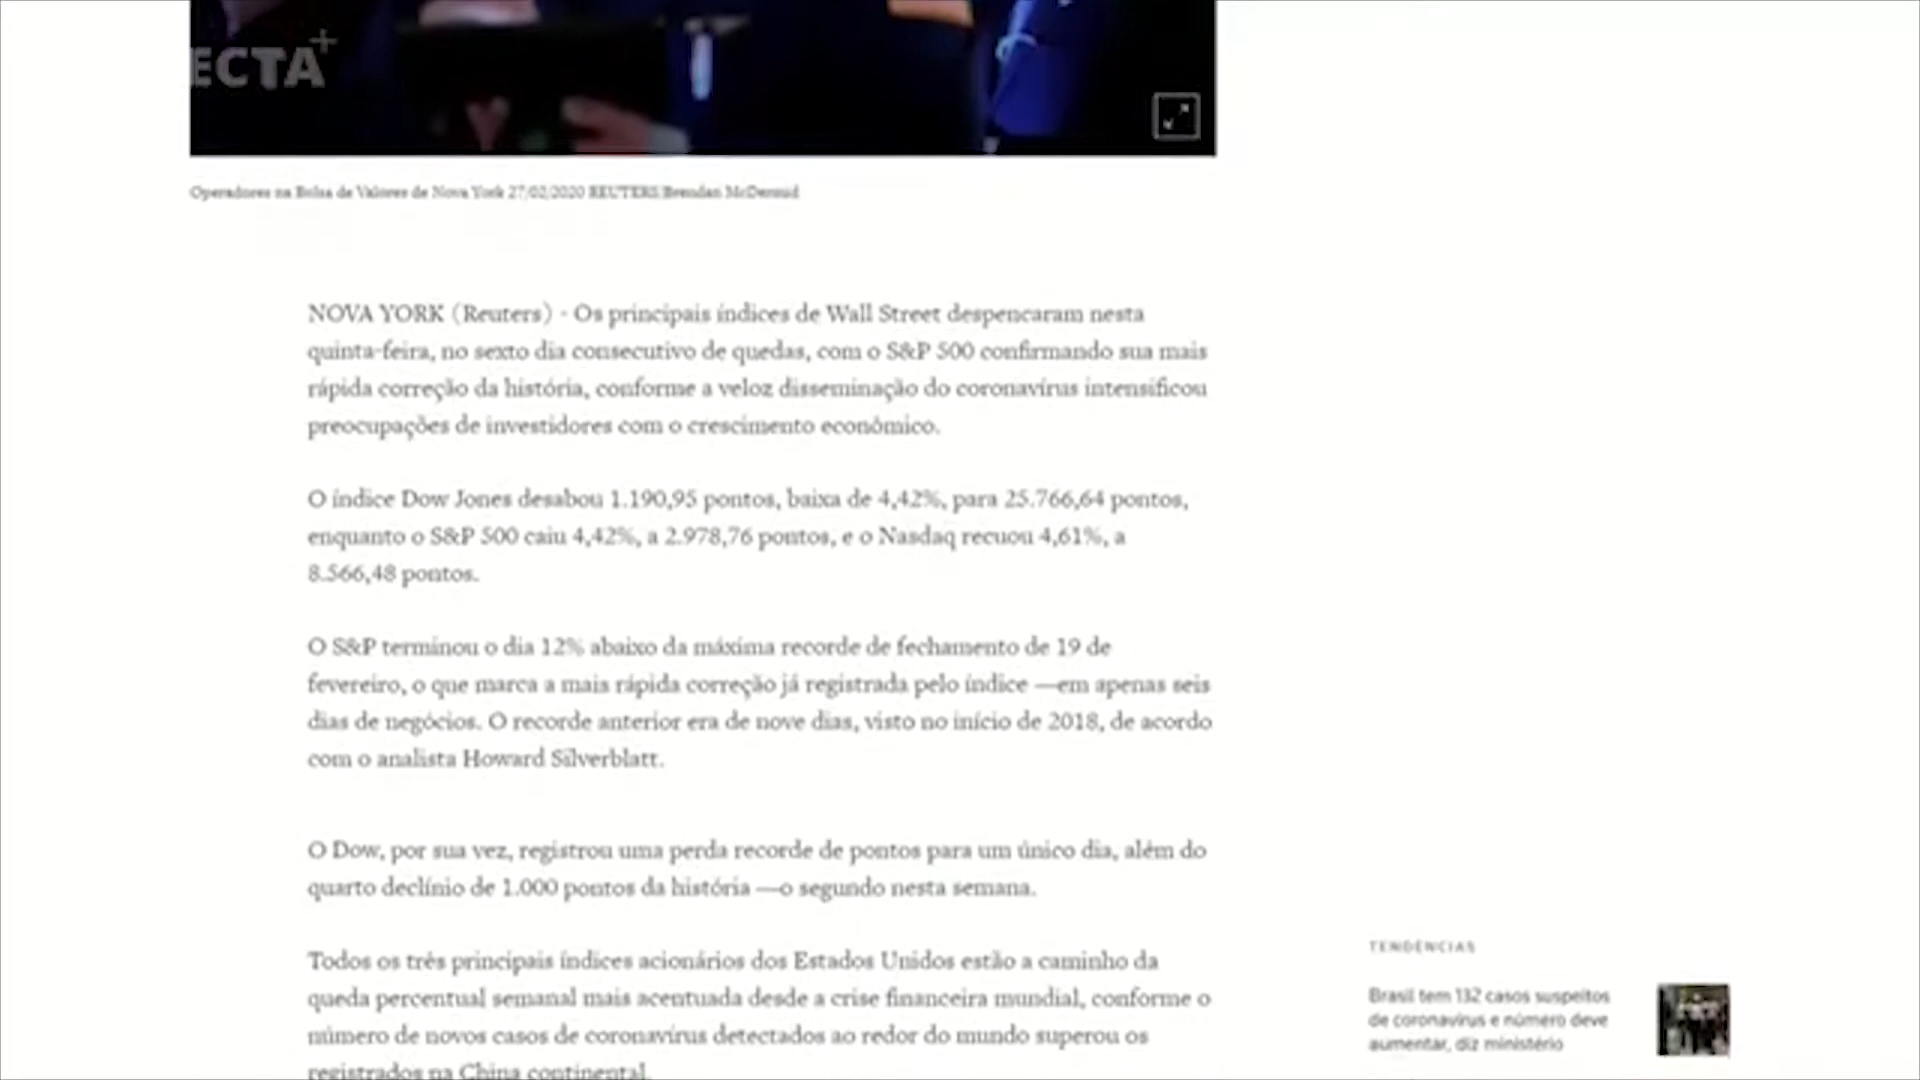 ECTA+
Operadores na Bolsa de Valores de Nova York 27/02/2020 REUTERS/Brendan McDermid
NOVA YORK (Reuters) - Os principais índices de Wall Street despencaram nesta
quinta-feira, no sexto dia consecutivo de quedas, com o S&P 500 confirmando sua mais
rápida correção da história, conforme a veloz disseminação do coronavírus intensificou
preocupações de investidores com o crescimento econômico.
O índice Dow Jones desabou 1.190,95 pontos, baixa de 4,42%, para 25.766,64 pontos,
enquanto o S&P 500 caiu 4,42%, a 2.978,76 pontos, e o Nasdaq recuou 4,61%, a
8.566,48 pontos.
O S&P terminou o dia 12% abaixo da máxima recorde de fechamento de 19 de
fevereiro, o que marca a mais rápida correção já registrada pelo índice —em apenas seis
dias de negócios. O recorde anterior era de nove dias, visto no início de 2018, de acordo
com o analista Howard Silverblatt.
O Dow, por sua vez, registrou uma perda recorde de pontos para um único dia, além do
quarto declínio de 1.000 pontos da história —o segundo nesta semana.
Todos os três principais índices acionários dos Estados Unidos estão a caminho da
queda percentual semanal mais acentuada desde a crise financeira mundial, conforme o
número de novos casos de coronavírus detectados ao redor do mundo superou os
registrados na China continental.
TENDÊNCIAS
Brasil tem 132 casos suspeitos
de coronavírus e número deve
aumentar, diz ministério